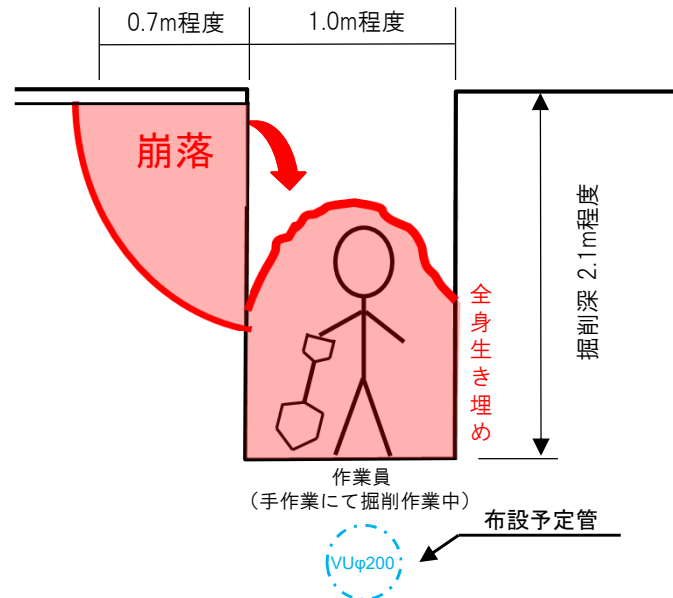 0.7m程度
1.0m程度
崩落
全身生き埋め
掘削深 2.1m程度
作業員
（手作業にて掘削作業中）
布設予定管
VUφ200